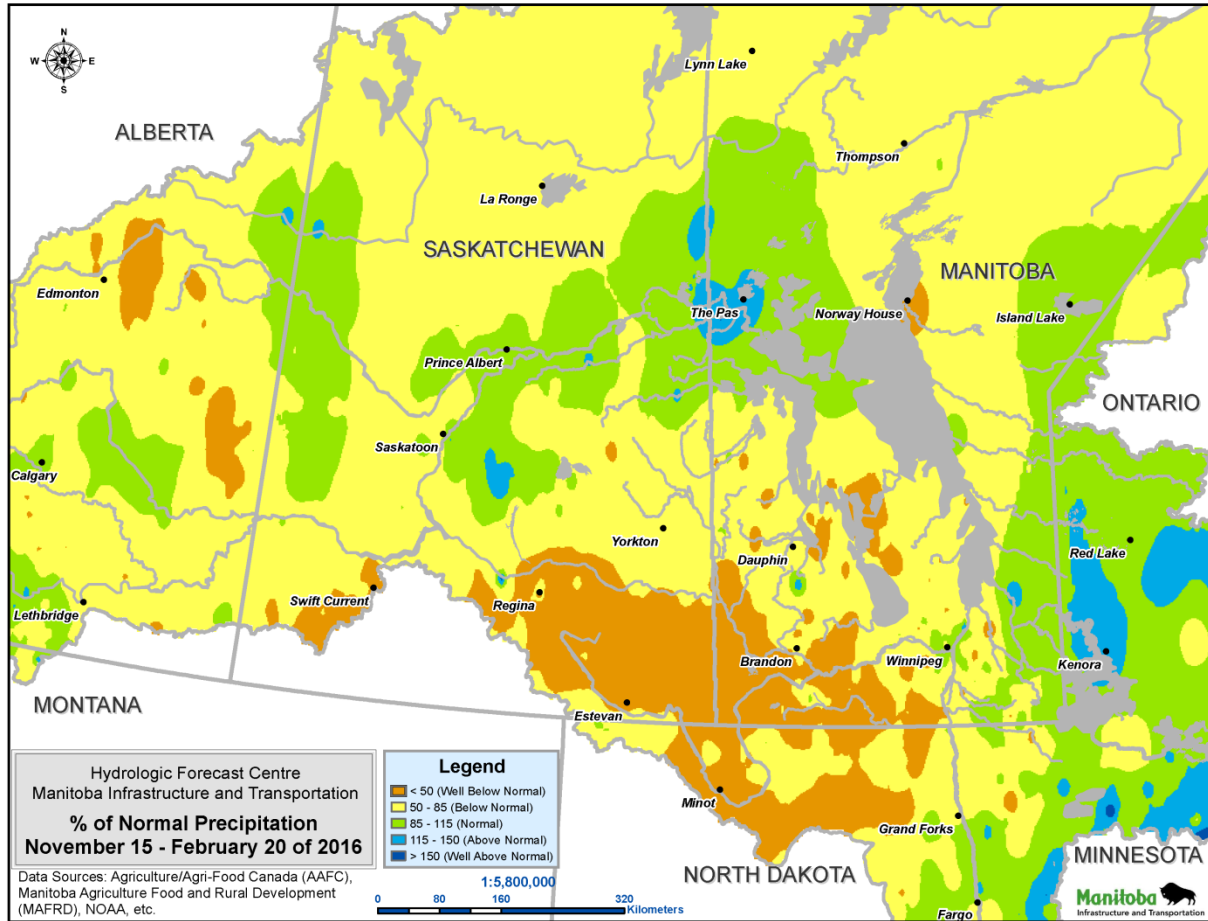 N
W E
S
Lynn Lake
ALBERTA
Thompson
La Ronge
SASKATCHEWAN
MANITOBA
Edmonton
The Pas
Norway House
Island Lake
Prince Albert
ONTARIO
Saskatoon
Calgary
Yorkton
Dauphin
Red Lake
Swift Current
Regina
Lethbridge
Brandon
Winnipeg
Kenora
MONTANA
Estevan
Minot
Grand Forks
NORTH DAKOTA
MINNESOTA
Fargo
Hydrologic Forecast Centre
Manitoba Infrastructure and Transportation
% of Normal Precipitation
November 15 - February 20 of 2016
Data Sources: Agriculture/Agri-Food Canada (AAFC),
Manitoba Agriculture Food and Rural Development
(MAFRD), NOAA, etc.
Legend
< 50 (Well Below Normal)
50 - 85 (Below Normal)
85 - 115 (Normal)
115 - 150 (Above Normal)
> 150 (Well Above Normal)
1:5,800,000
0 80 160 320
Kilometers
Manitoba
Infrastructure and Transportation